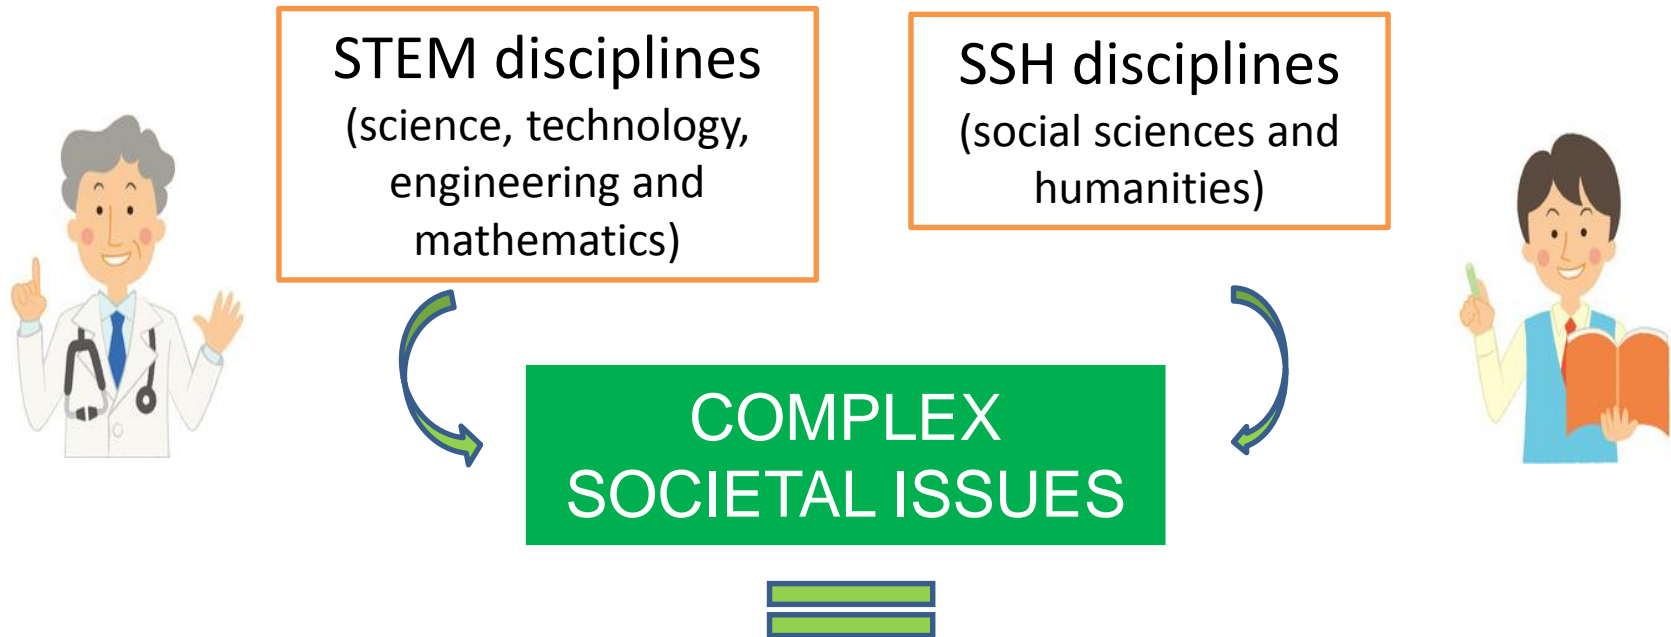 STEM disciplines
(science, technology,
engineering and
mathematics)
SSH disciplines
(social sciences and
humanities)
COMPLEX
SOCIETAL ISSUES